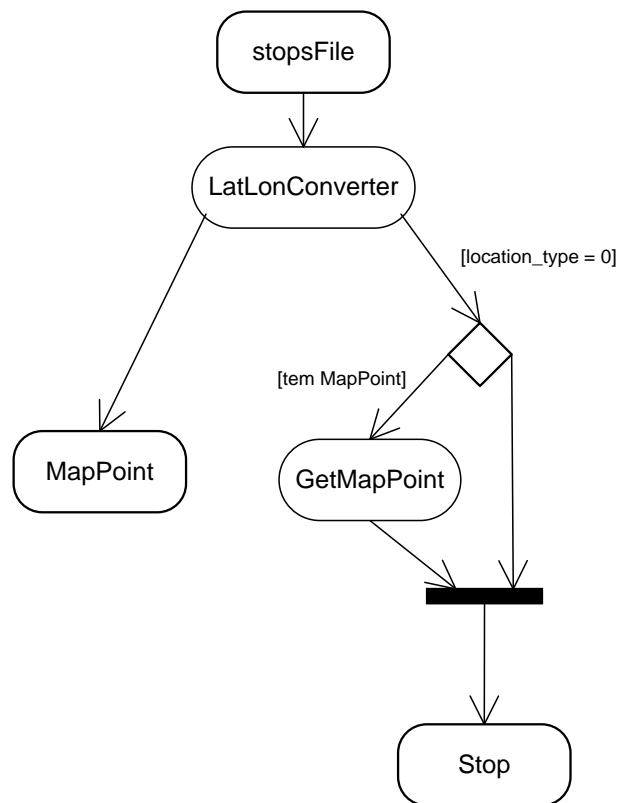 stopsFile
LatLonConverter
[location_type = 0]
[tem MapPoint]
MapPoint
GetMapPoint
Stop